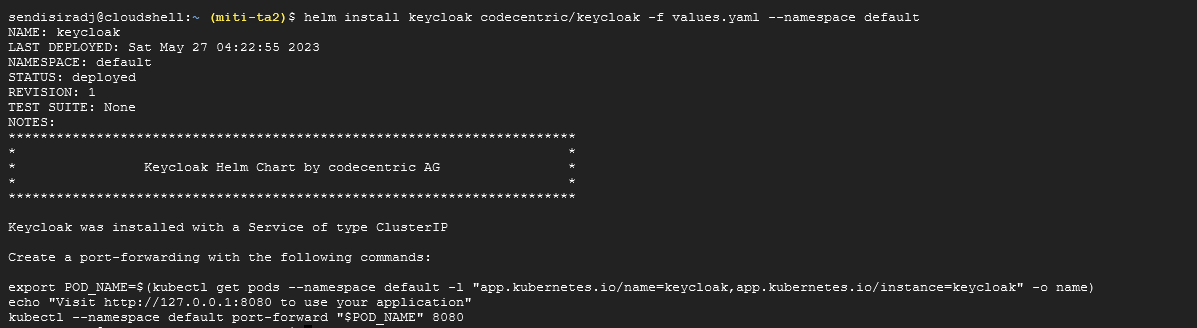 sendisiradj@cloudshell:~ (miti-ta2)$ helm install keycloak codecentric/keycloak -f values.yaml --namespace default
NAME: keycloak
LAST DEPLOYED: Sat May 27 04:22:55 2023
NAMESPACE: default
STATUS: deployed
REVISION: 1
TEST SUITE: None
NOTES:
***********************************************************************
*                                                                     *
*                Keycloak Helm Chart by codecentric AG                *
*                                                                     *
***********************************************************************
Keycloak was installed with a Service of type ClusterIP
Create a port-forwarding with the following commands:
export POD_NAME=$(kubectl get pods --namespace default -l "app.kubernetes.io/name=keycloak,app.kubernetes.io/instance=keycloak" -o name)
echo "Visit http://127.0.0.1:8080 to use your application"
kubectl --namespace default port-forward "$POD_NAME" 8080